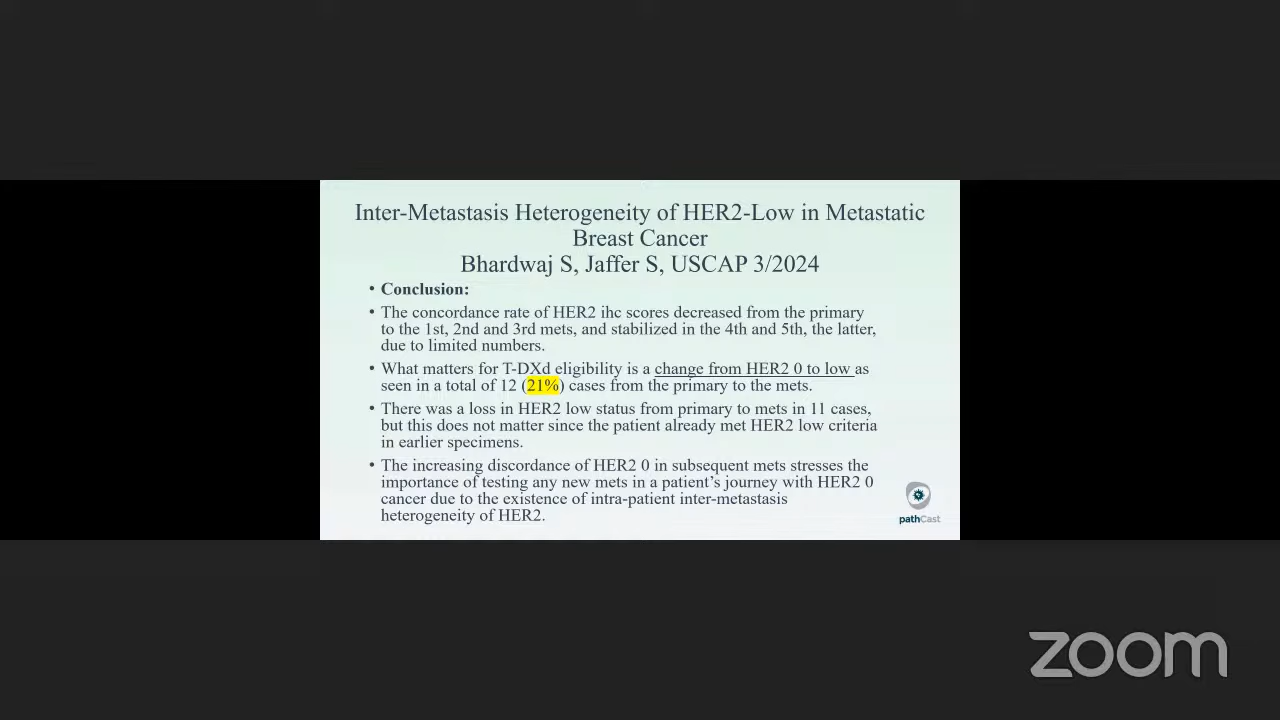 Inter-Metastasis Heterogeneity of HER2-Low in Metastatic
Breast Cancer
Bhardwaj S, Jaffer S, USCAP 3/2024
• Conclusion:
• The concordance rate of HER2 ihc scores decreased from the primary
to the 1st, 2nd and 3rd mets, and stabilized in the 4th and 5th, the latter,
due to limited numbers.
• What matters for T-DXd eligibility is a change from HER2 0 to low as
seen in a total of 12 (21%) cases from the primary to the mets.
• There was a loss in HER2 low status from primary to mets in 11 cases,
but this does not matter since the patient already met HER2 low criteria
in earlier specimens.
• The increasing discordance of HER2 0 in subsequent mets stresses the
importance of testing any new mets in a patient's journey with HER2 0
cancer due to the existence of intra-patient inter-metastasis
heterogeneity of HER2.
pathCast
zoom